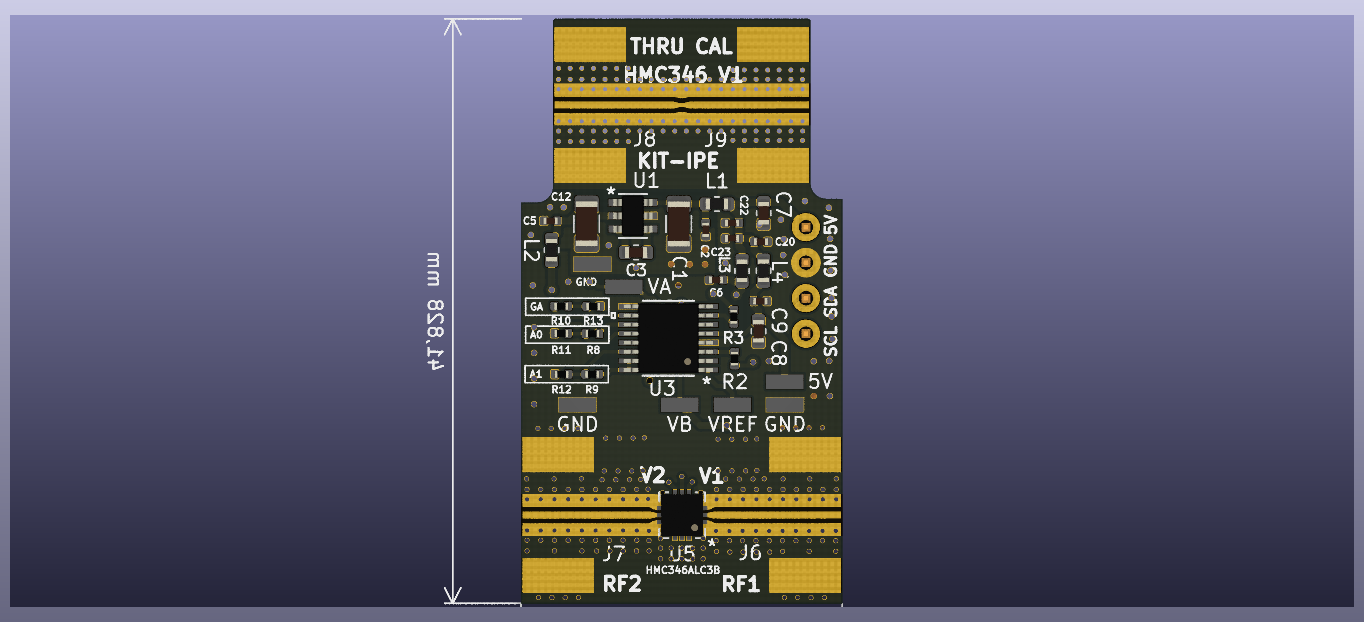 THRU CAL
HMC346 V1
J8 J9
KIT-IPE
U1 L1
C12 * C22 C7
C5 5V
L2 C2 C23 C20
GND
C3 C1 L3 L4
GND VA C6
SDA
GA
R10 R13
C9
A0 R3 SCL
R11 R8 C8
A1
R12 R9 U3 * R2 5V
GND VB VREF GND
V2 V1
*
J7 U5 J6
HMC346ALC3B
RF2 RF1
41.828 mm